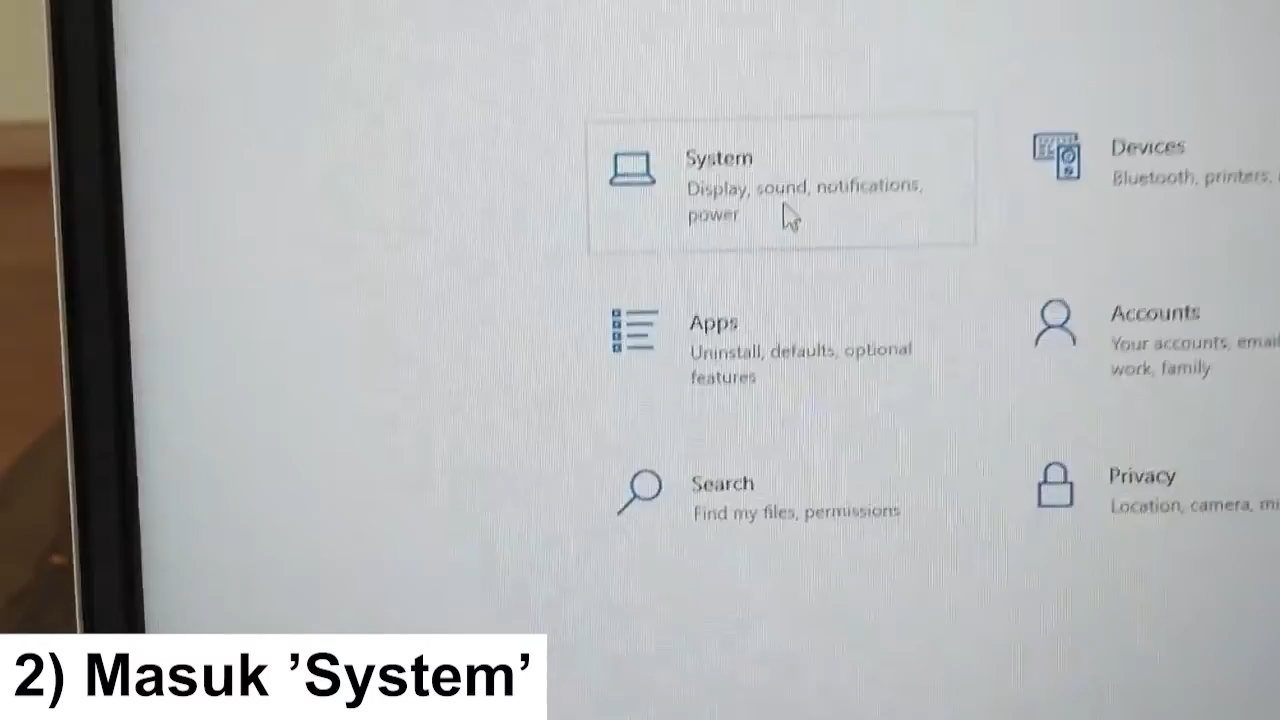 System
Display, sound, notifications,
power
Devices
Bluetooth, printers,
Apps
Uninstall, defaults, optional
features
Accounts
Your accounts, email
work, family
Search
Find my files, permissions
Privacy
Location, camera,
2) Masuk ’System’